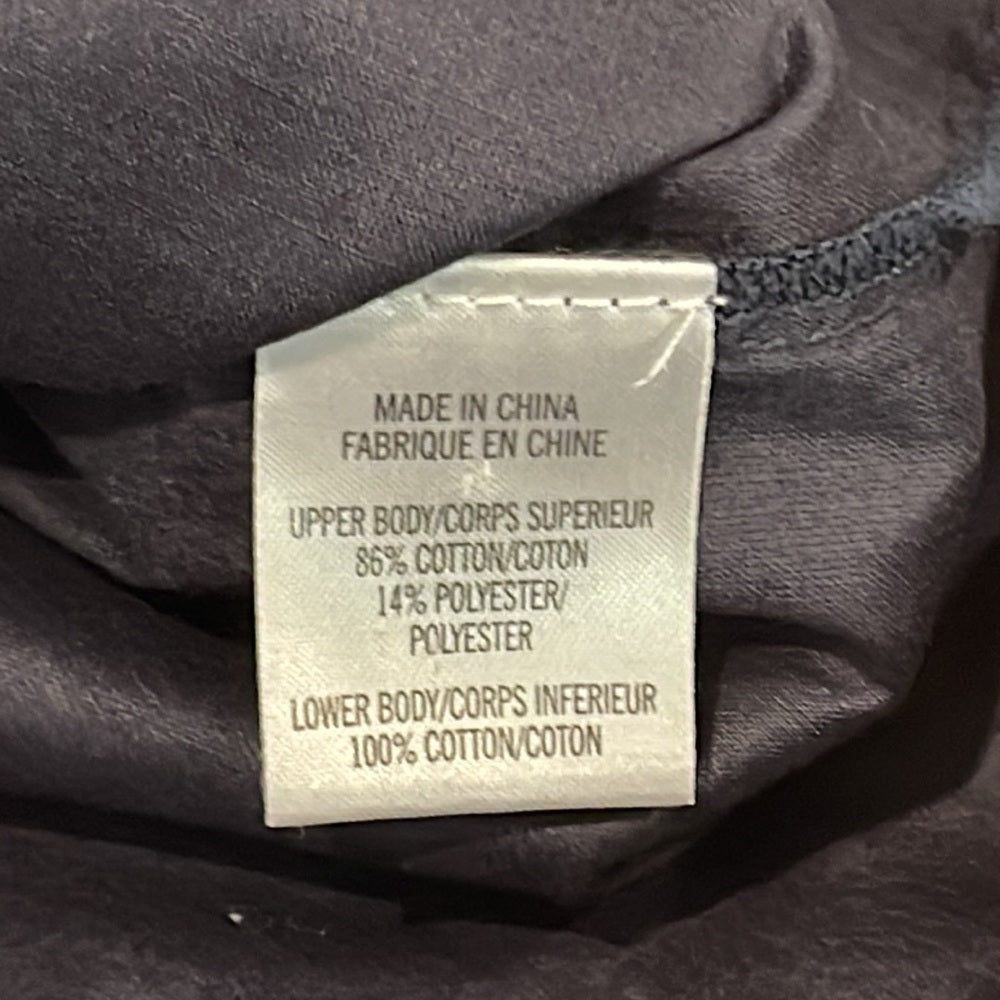 MADE IN CHINA
FABRIQUE EN CHINE
UPPER BODY/CORPS SUPERIEUR
86% COTTON/COTON
14% POLYESTER/
POLYESTER
LOWER BODY/CORPS INFERIEUR
100% COTTON/COTON